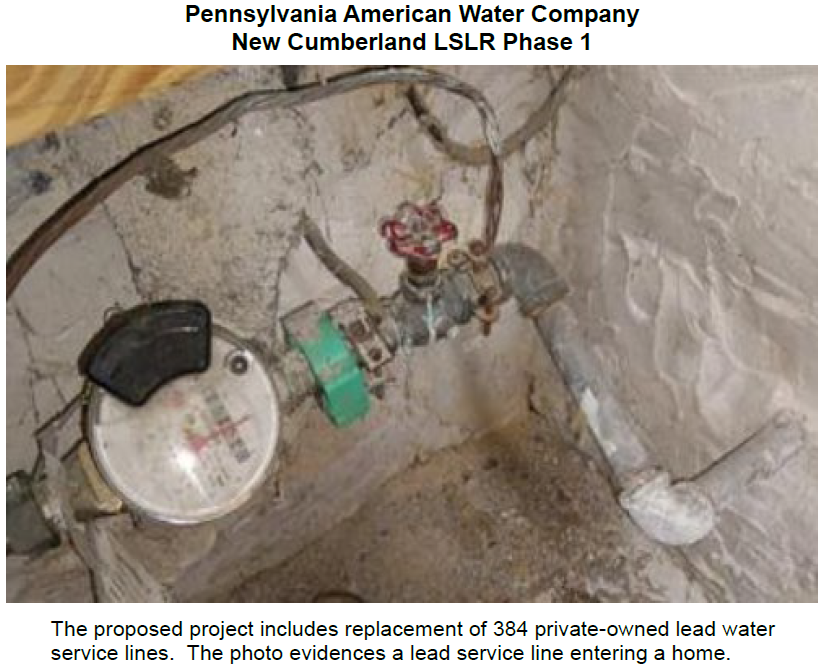 Pennsylvania American Water Company
New Cumberland LSLR Phase 1
The proposed project includes replacement of 384 private-owned lead water
service lines.  The photo evidences a lead service line entering a home.